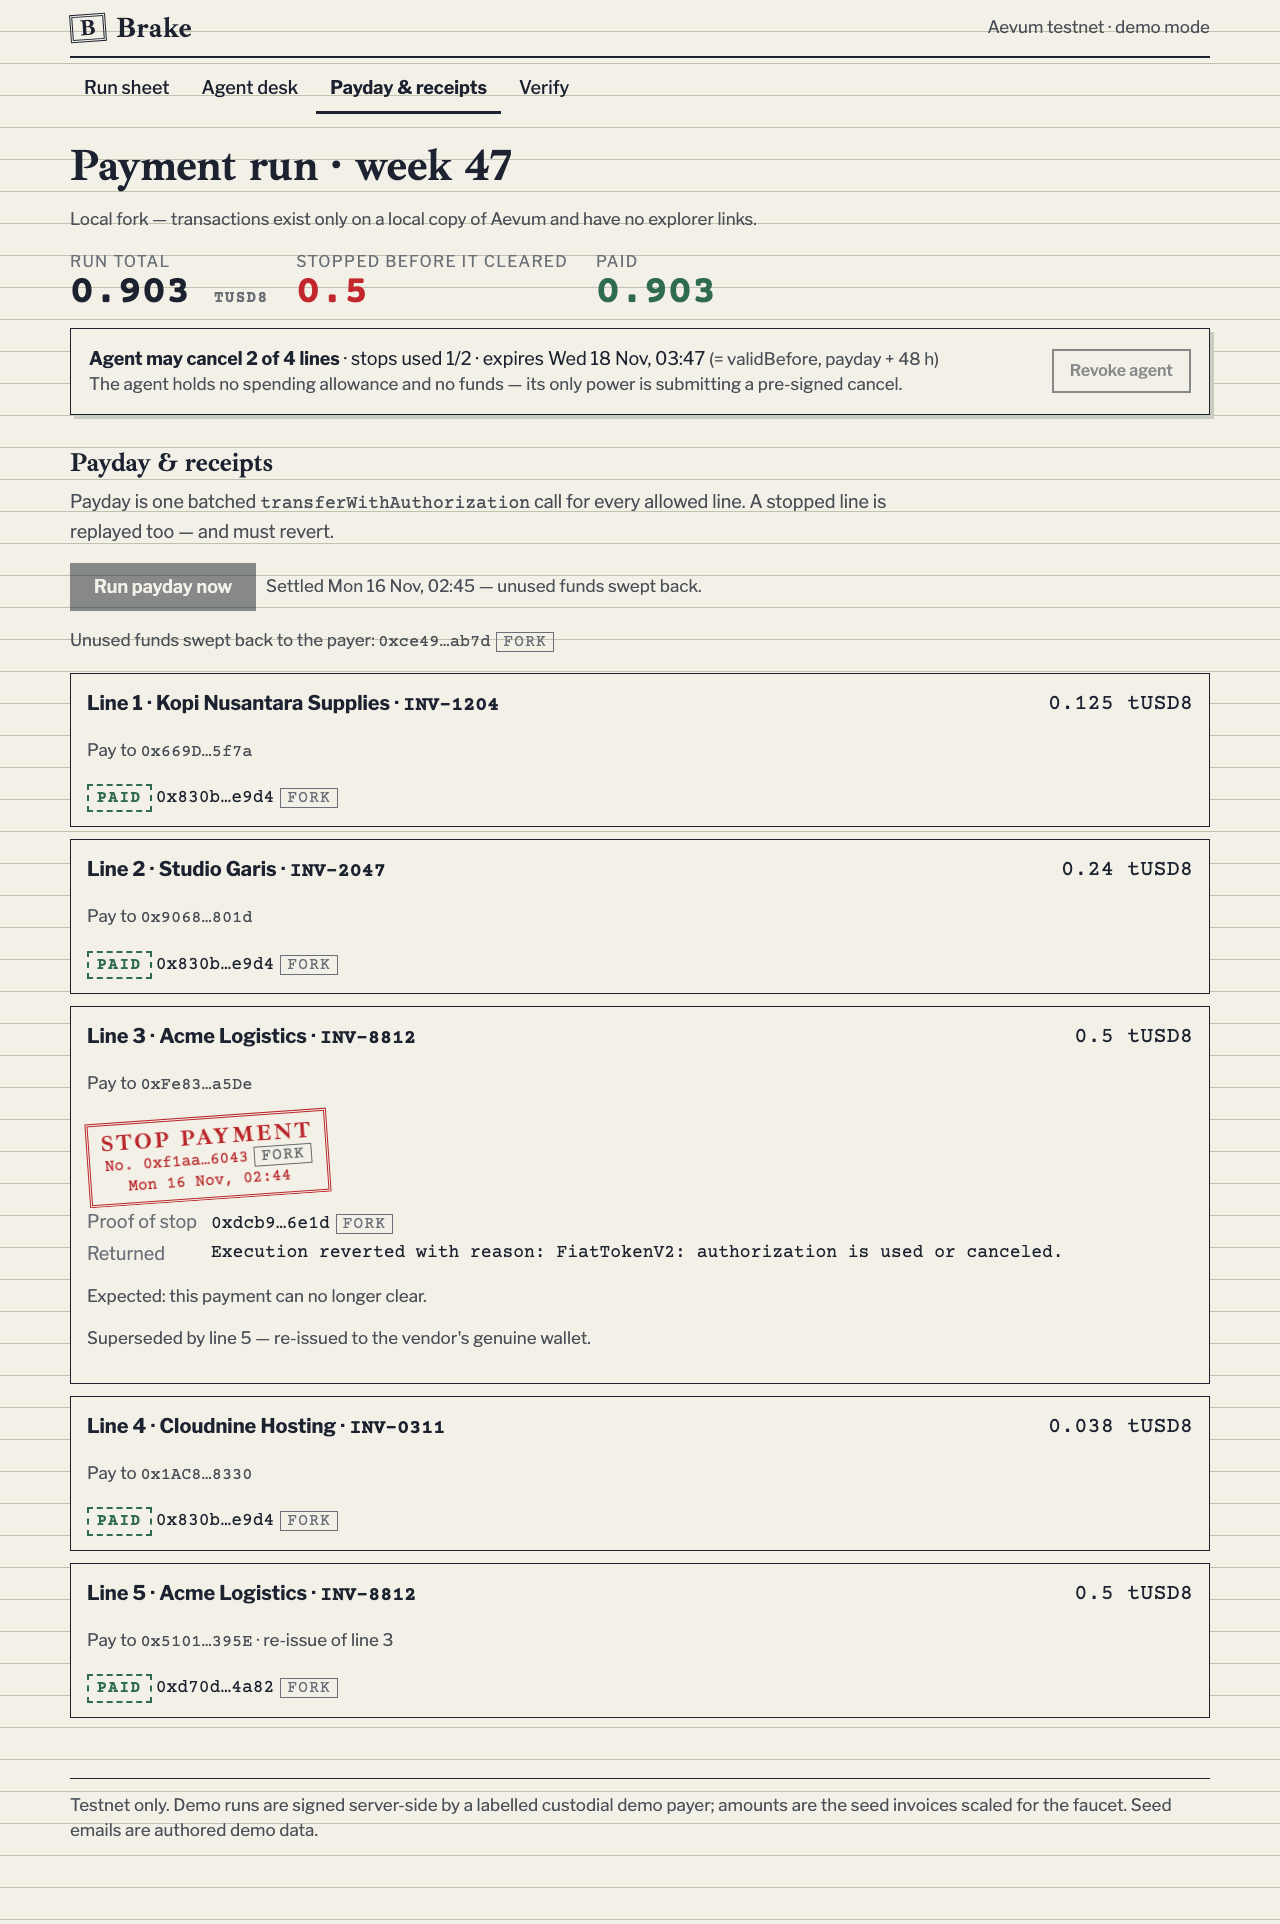 B Brake
Aevum testnet · demo mode
Run sheet Agent desk Payday & receipts Verify
Payment run · week 47
Local fork — transactions exist only on a local copy of Aevum and have no explorer links.
RUN TOTAL STOPPED BEFORE IT CLEARED PAID
0.903 TUSD8 0.5 0.903
Agent may cancel 2 of 4 lines · stops used 1/2 · expires Wed 18 Nov, 03:47 (= validBefore, payday + 48 h)
The agent holds no spending allowance and no funds — its only power is submitting a pre-signed cancel.
Revoke agent
Payday & receipts
Payday is one batched transferWithAuthorization call for every allowed line. A stopped line is
replayed too — and must revert.
Run payday now Settled Mon 16 Nov, 02:45 — unused funds swept back.
Unused funds swept back to the payer: 0xce49…ab7d FORK
Line 1 · Kopi Nusantara Supplies · INV-1204 0.125 tUSD8
Pay to 0x669D…5f7a
PAID 0x830b…e9d4 FORK
Line 2 · Studio Garis · INV-2047 0.24 tUSD8
Pay to 0x9068…801d
PAID 0x830b…e9d4 FORK
Line 3 · Acme Logistics · INV-8812 0.5 tUSD8
Pay to 0xFe83…a5De
STOP PAYMENT
No. 0xf1aa…6043 FORK
Mon 16 Nov, 02:44
Proof of stop 0xdcb9…6e1d FORK
Returned Execution reverted with reason: FiatTokenV2: authorization is used or canceled.
Expected: this payment can no longer clear.
Superseded by line 5 — re-issued to the vendor's genuine wallet.
Line 4 · Cloudnine Hosting · INV-0311 0.038 tUSD8
Pay to 0x1AC8…8330
PAID 0x830b…e9d4 FORK
Line 5 · Acme Logistics · INV-8812 0.5 tUSD8
Pay to 0x5101…395E · re-issue of line 3
PAID 0xd70d…4a82 FORK
Testnet only. Demo runs are signed server-side by a labelled custodial demo payer; amounts are the seed invoices scaled for the faucet. Seed
emails are authored demo data.